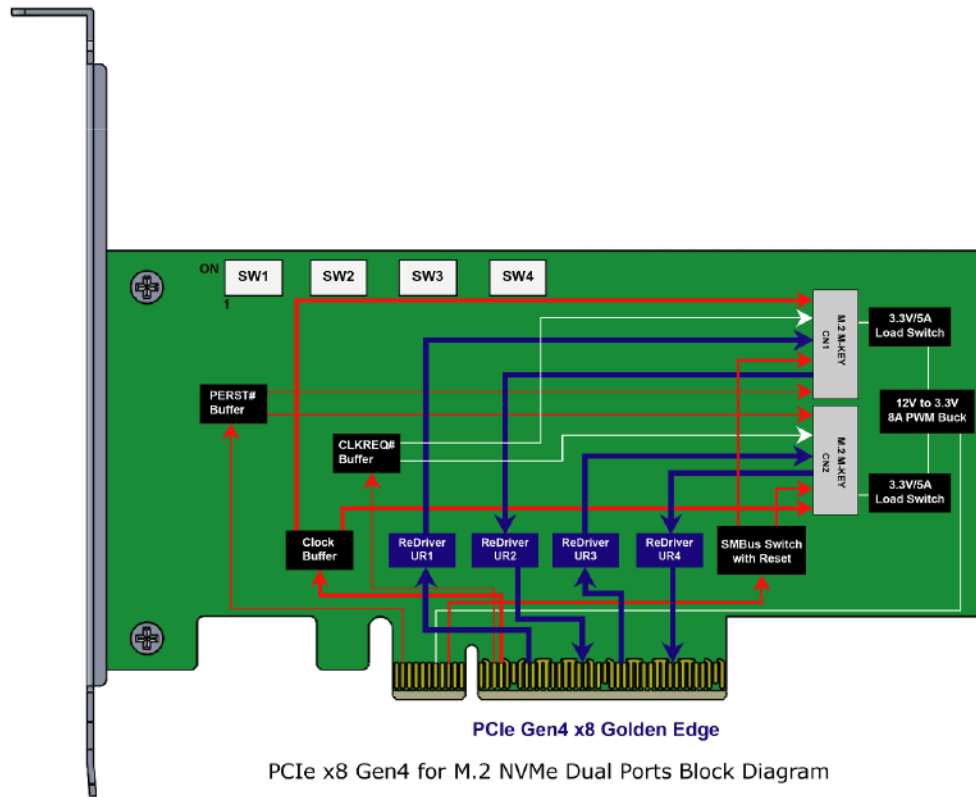 ON
SW1
SW2
SW3
SW4
1
M.2 M-KEY
CN1
3.3V/5A
Load Switch
PERST#
Buffer
12V to 3.3V
8A PWM Buck
CLKREQ#
Buffer
M.2 M-KEY
CN2
3.3V/5A
Load Switch
Clock
Buffer
ReDriver
UR1
ReDriver
UR2
ReDriver
UR3
ReDriver
UR4
SMBus Switch
with Reset
PCIe Gen4 x8 Golden Edge
PCIe x8 Gen4 for M.2 NVMe Dual Ports Block Diagram